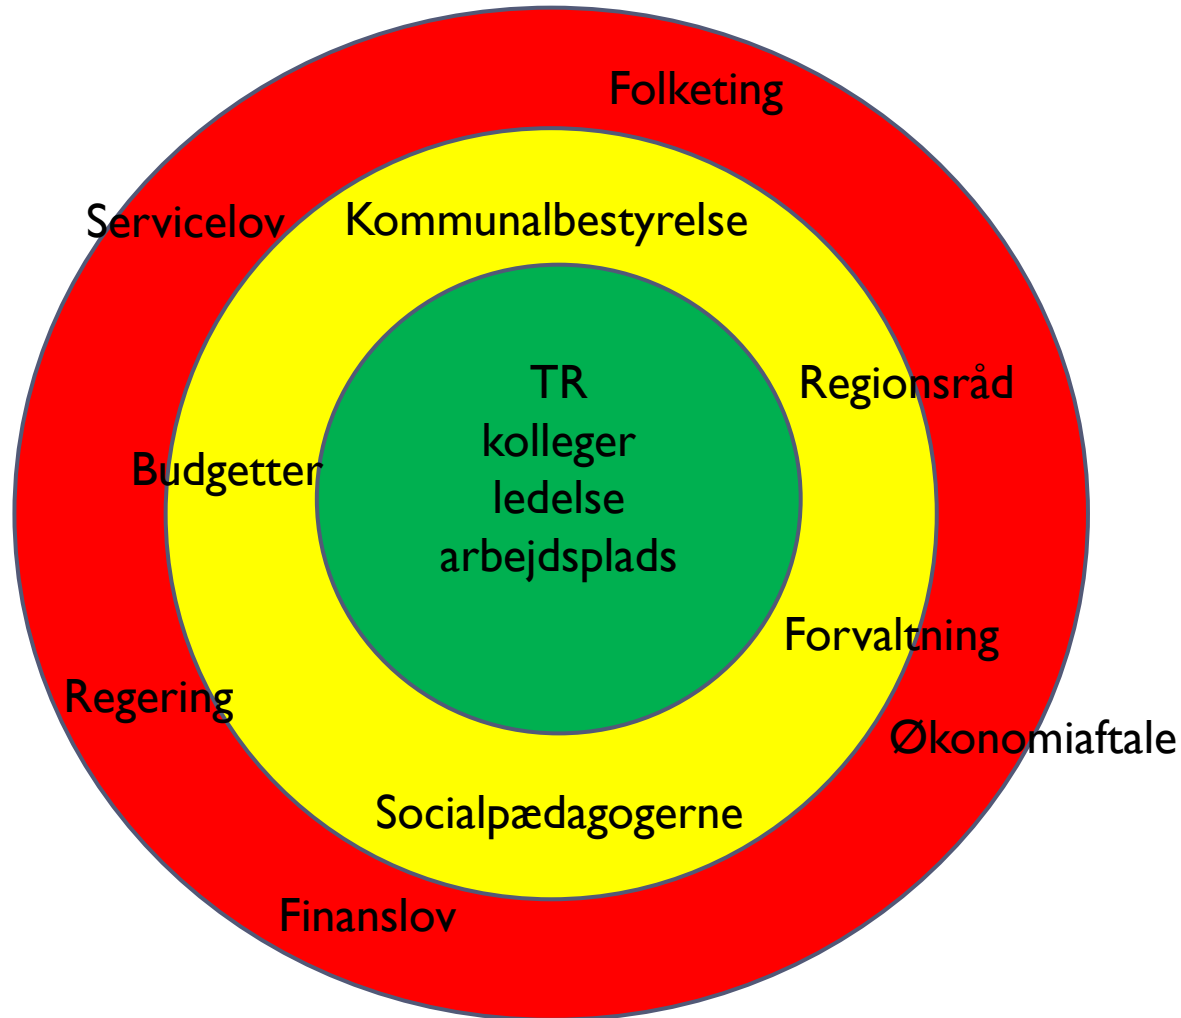 Folketing
Servicelov
Kommunalbestyrelse
TR
kolleger
ledelse
arbejdsplads
Regionsråd
Budgetter
Forvaltning
Regering
Økonomiaftale
Socialpædagogerne
Finanslov